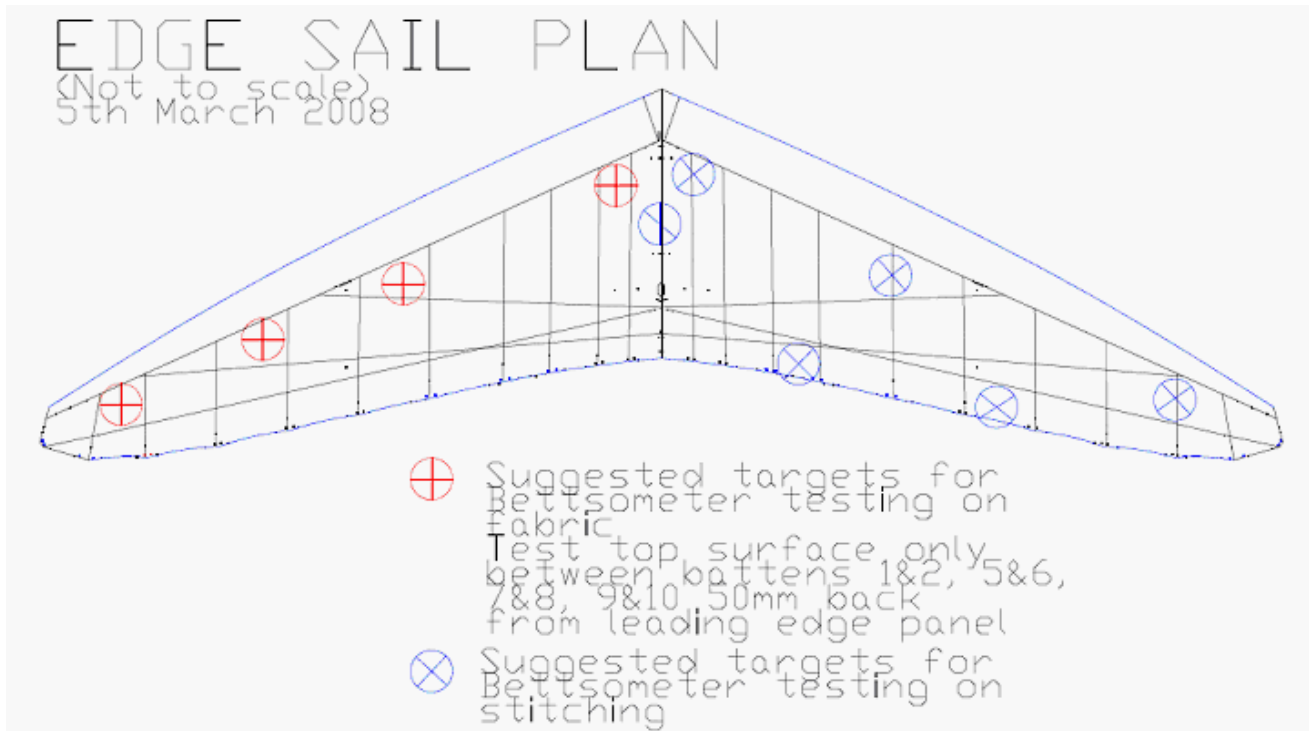 EDGE SAIL PLAN
(Not to scale)
5th March 2008
Suggested targets for
Bettsometer testing on
fabric
Test top surface only
between battens 1&2, 5&6,
7&8, 9&10 50mm back
from leading edge panel
Suggested targets for
Bettsometer testing on
stitching